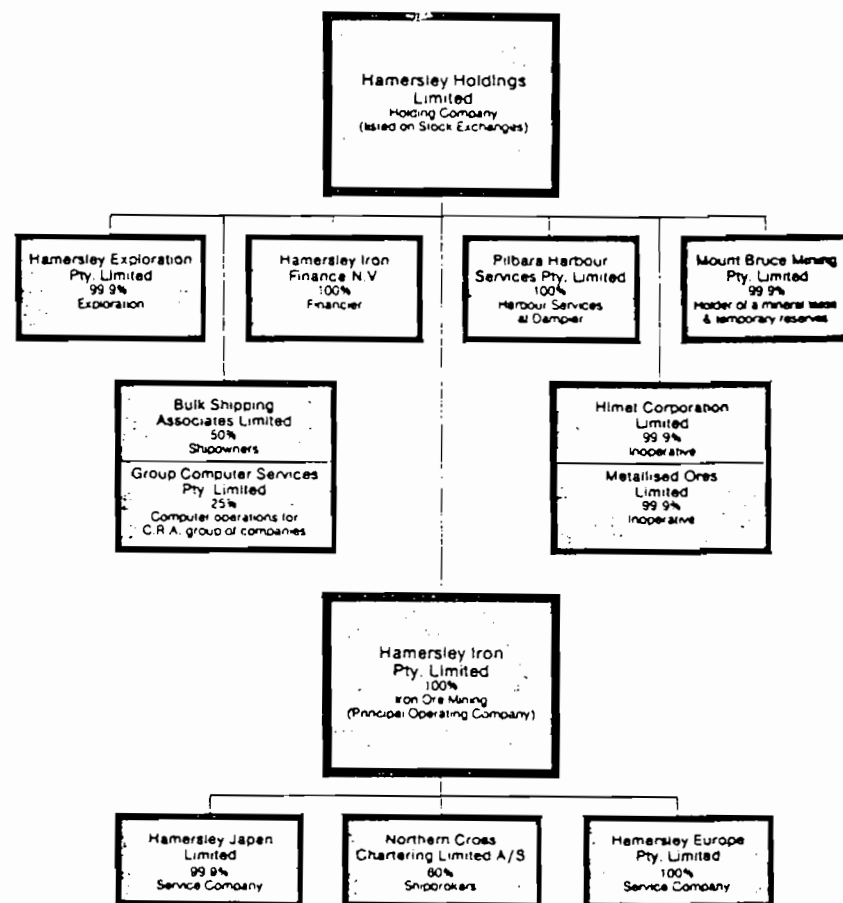 Hamersley Holdings
Limited
Holding Company
(listed on Stock Exchanges)
Hamersley Exploration
Pty. Limited
99.9%
Exploration
Hamersley Iron
Finance N.V
100%
Financier
Pilbara Harbour
Services Pty. Limited
100%
Harbour Services
at Dampier
Mount Bruce Mining
Pty. Limited
99.9%
Holder of a mineral lease
& temporary reserves
Bulk Shipping
Associates Limited
50%
Shipowners
Group Computer Services
Pty. Limited
25%
Computer operations for
C.R.A. group of companies
Himet Corporation
Limited
99.9%
Inoperative
Metallised Ores
Limited
99.9%
Inoperative
Hamersley Iron
Pty. Limited
100%
Iron Ore Mining
(Principal Operating Company)
Hamersley Japan
Limited
99.9%
Service Company
Northern Cross
Chartering Limited A/S
60%
Shipbrokers
Hamersley Europe
Pty. Limited
100%
Service Company